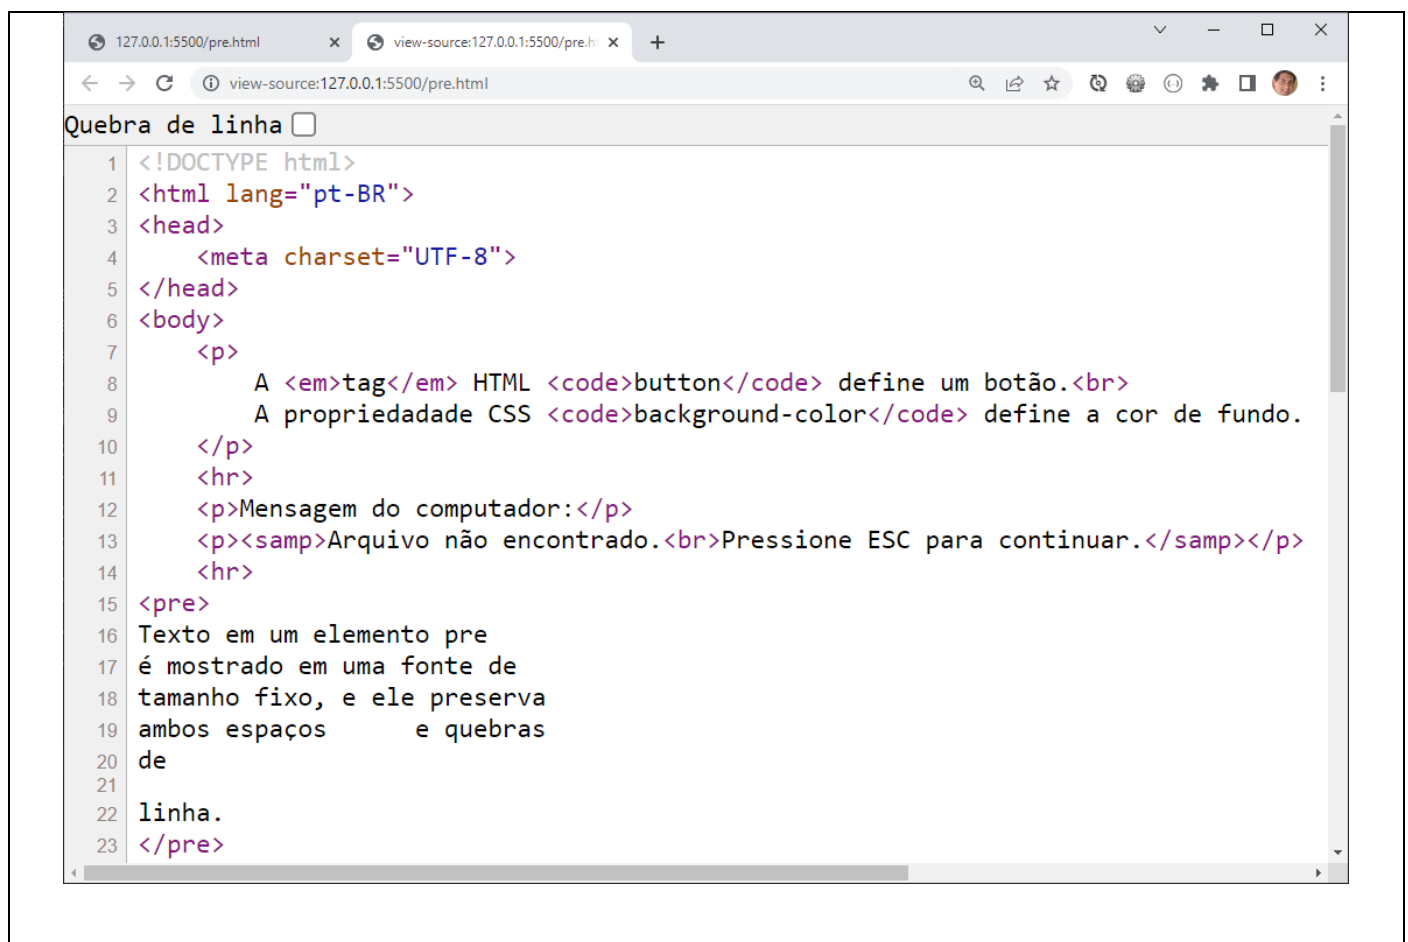 127.0.0.1:5500/pre.html
view-source:127.0.0.1:5500/pre.h
view-source:127.0.0.1:5500/pre.html
Quebra de linha
1 <!DOCTYPE html>
2 <html lang="pt-BR">
3 <head>
4     <meta charset="UTF-8">
5 </head>
6 <body>
7     <p>
8         A <em>tag</em> HTML <code>button</code> define um botão.<br>
9         A propriedadade CSS <code>background-color</code> define a cor de fundo.
10     </p>
11     <hr>
12     <p>Mensagem do computador:</p>
13     <p><samp>Arquivo não encontrado.<br>Pressione ESC para continuar.</samp></p>
14     <hr>
15 <pre>
16 Texto em um elemento pre
17 é mostrado em uma fonte de
18 tamanho fixo, e ele preserva
19 ambos espaços      e quebras
20 de
21
22 linha.
23 </pre>